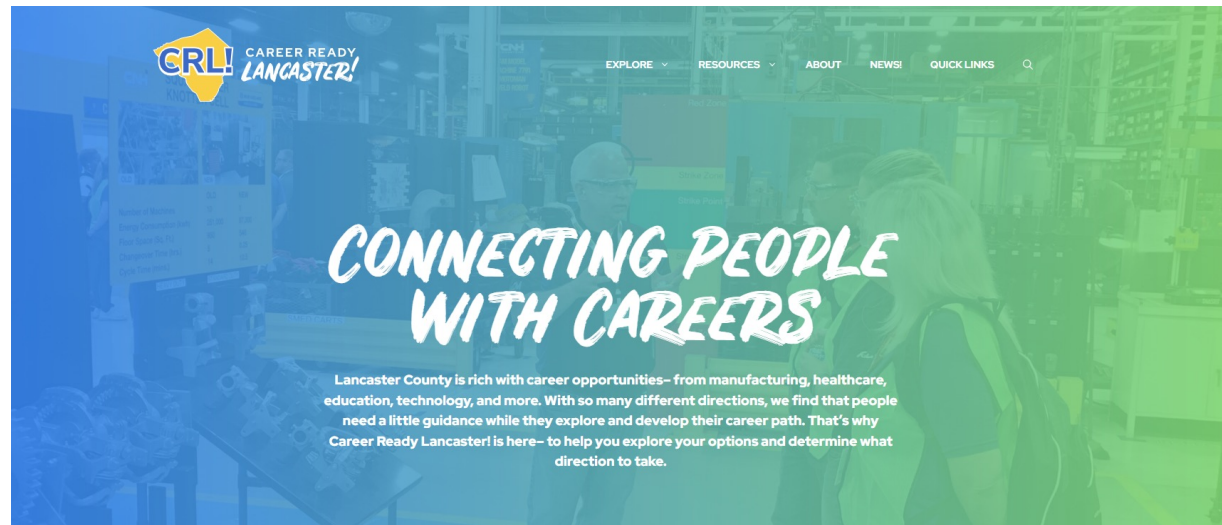 CRL!
CAREER READY
LANCASTER!
EXPLORE
RESOURCES
ABOUT
NEWS!
QUICK LINKS
CONNECTING PEOPLE
WITH CAREERS
Lancaster County is rich with career opportunities– from manufacturing, healthcare,
education, technology, and more. With so many different directions, we find that people
need a little guidance while they explore and develop their career path. That’s why
Career Ready Lancaster! is here– to help you explore your options and determine what
direction to take.